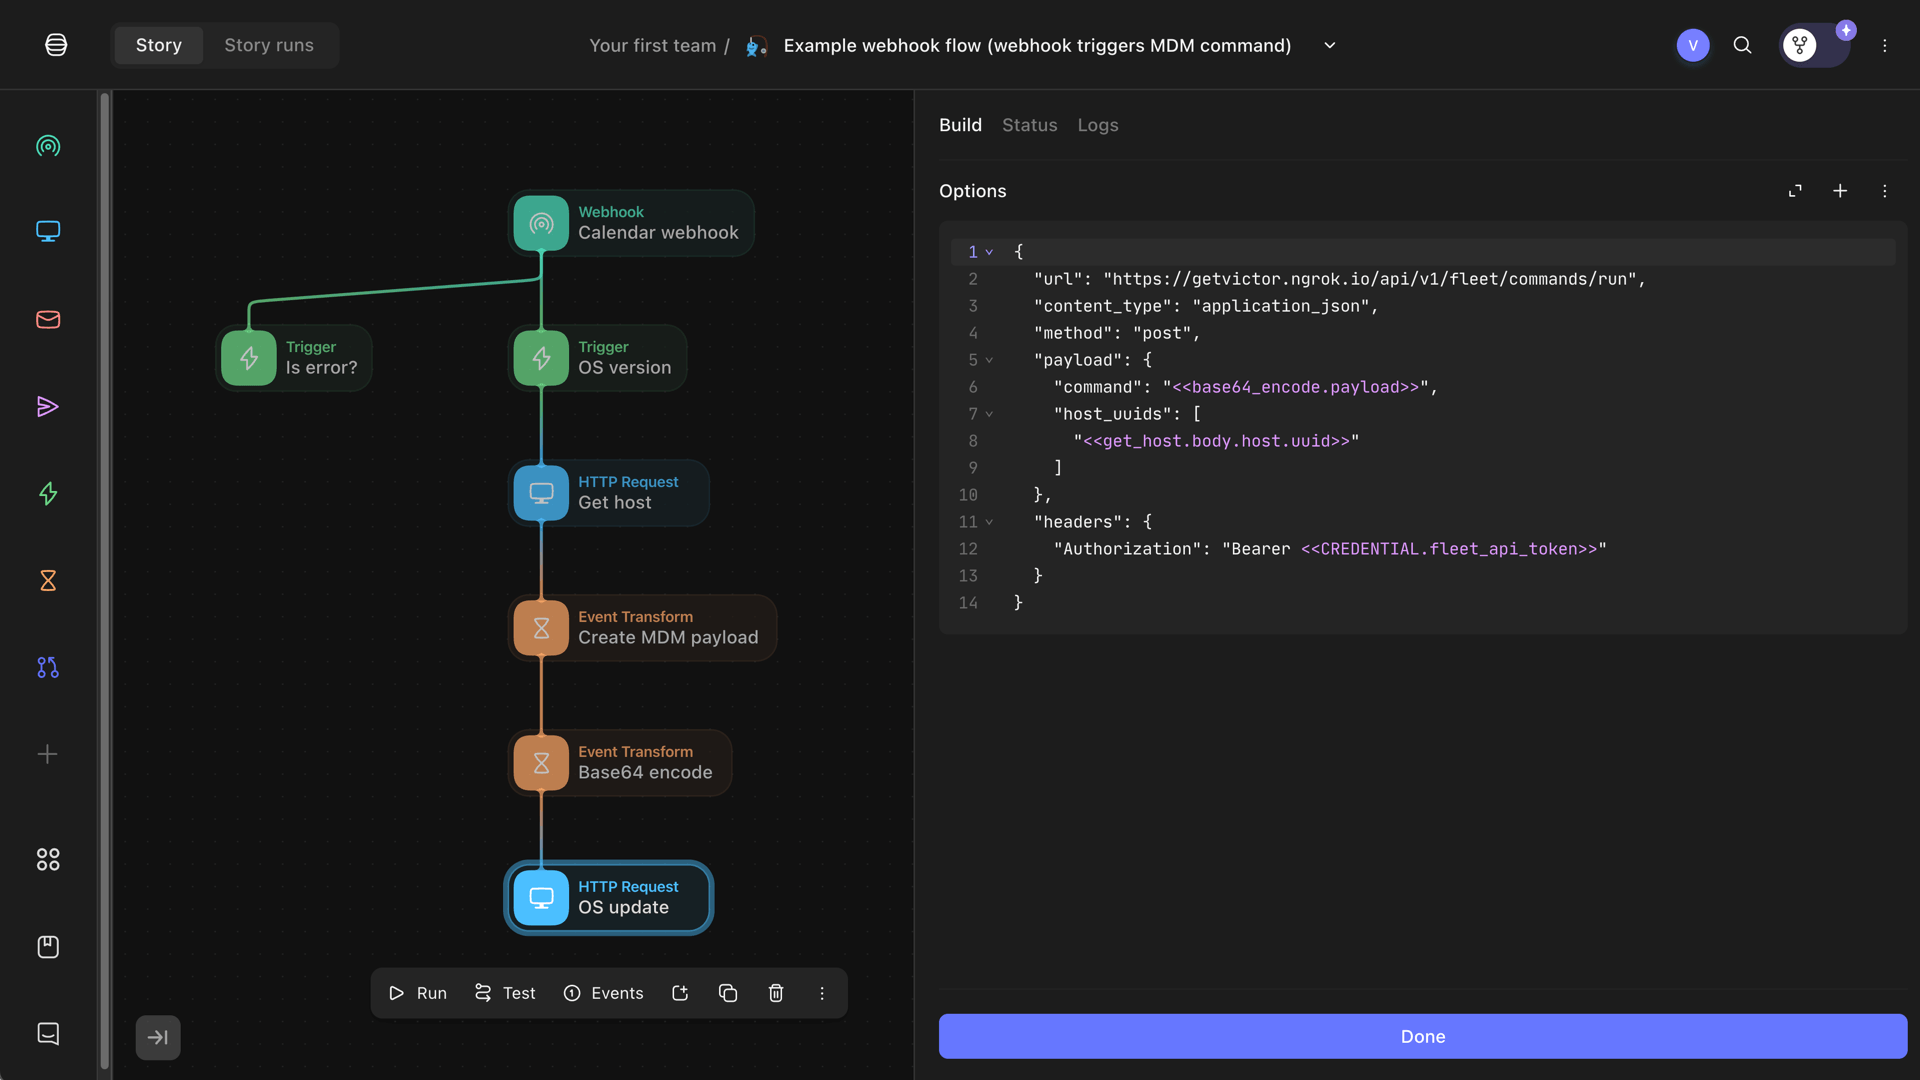 Story
Story runs
Your first team /
Example webhook flow (webhook triggers MDM command)
V
Webhook
Calendar webhook
Trigger
Is error?
Trigger
OS version
HTTP Request
Get host
Event Transform
Create MDM payload
Event Transform
Base64 encode
HTTP Request
OS update
Run
Test
1 Events
Build
Status
Logs
Options
1 {
2 "url": "https://getvictor.ngrok.io/api/v1/fleet/commands/run",
3 "content_type": "application_json",
4 "method": "post",
5 "payload": {
6 "command": "<<base64_encode.payload>>",
7 "host_uuids": [
8 "<<get_host.body.host.uuid>>"
9 ]
10 },
11 "headers": {
12 "Authorization": "Bearer <<CREDENTIAL.fleet_api_token>>"
13 }
14 }
Done